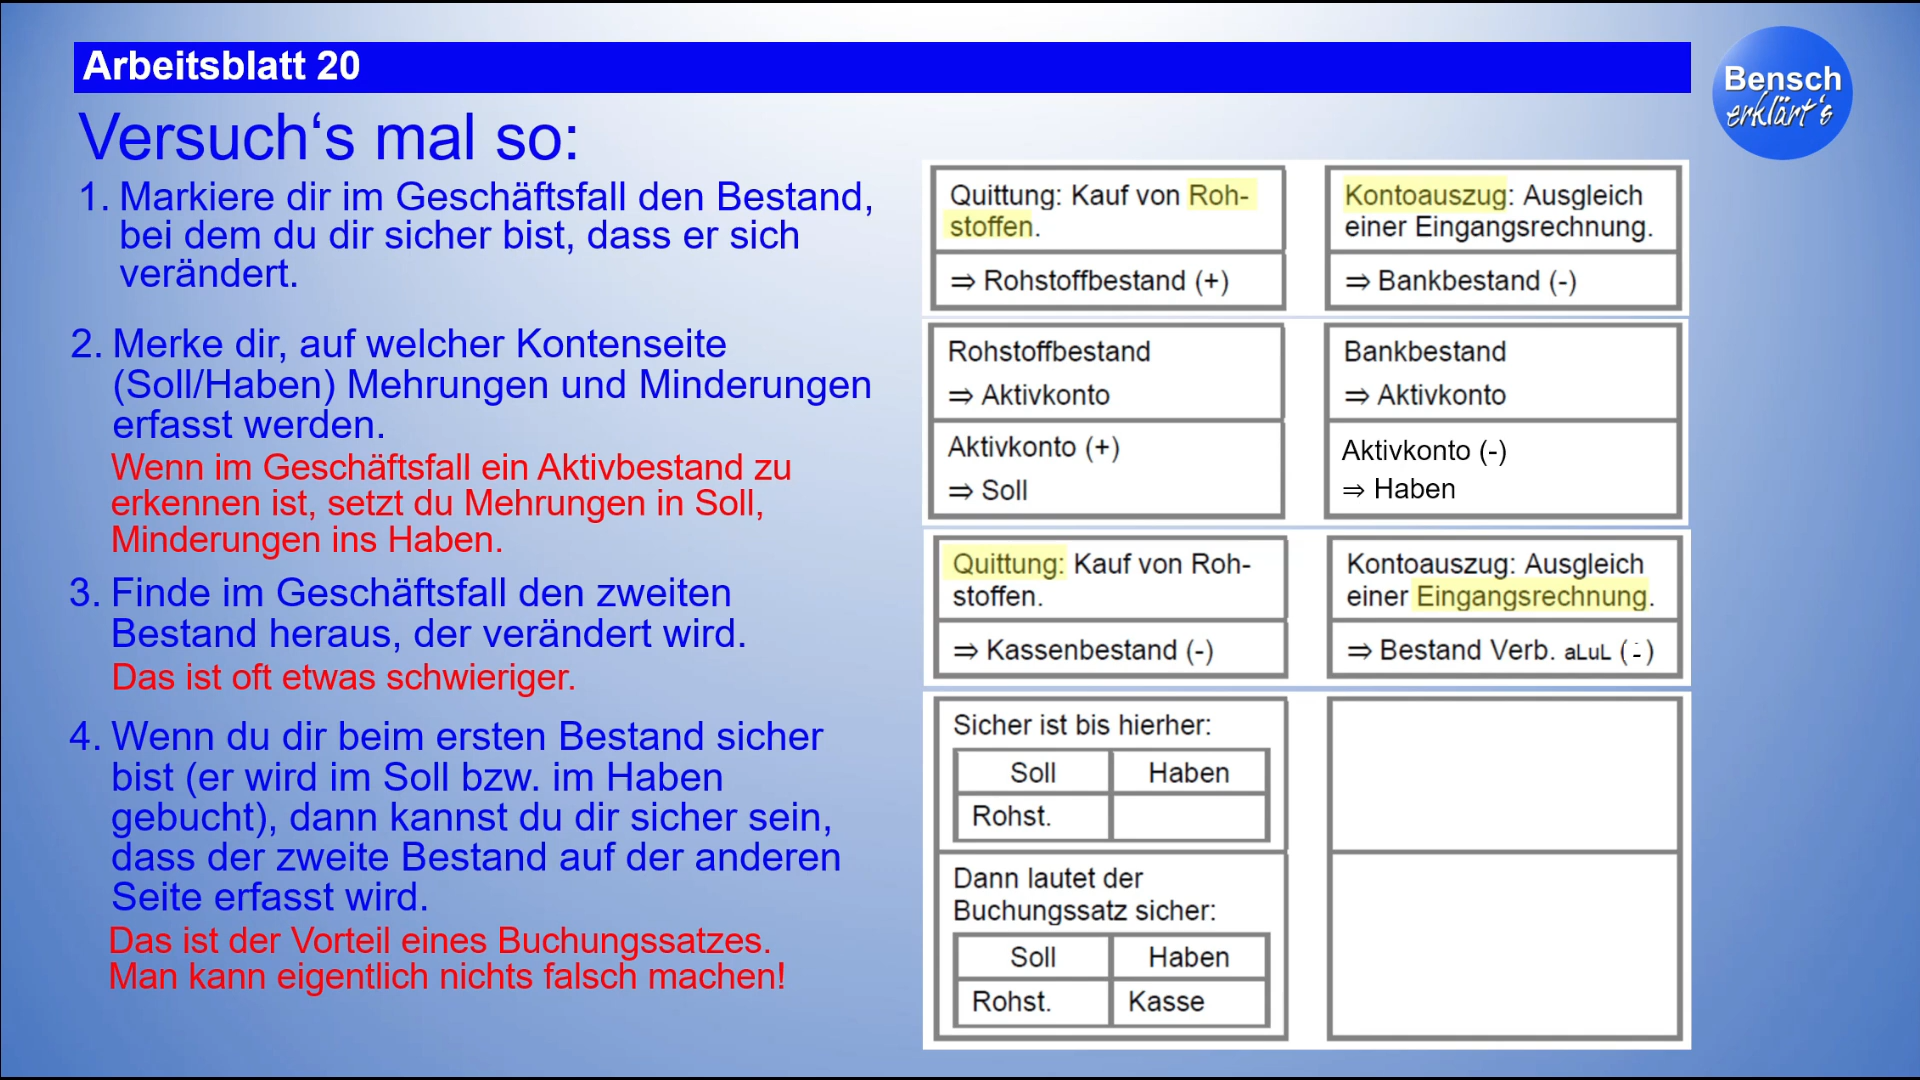 Arbeitsblatt 20
Bensch
erklärt's
Versuch‘s mal so:
1. Markiere dir im Geschäftsfall den Bestand,
bei dem du dir sicher bist, dass er sich
verändert.
2. Merke dir, auf welcher Kontenseite
(Soll/Haben) Mehrungen und Minderungen
erfasst werden.
Wenn im Geschäftsfall ein Aktivbestand zu
erkennen ist, setzt du Mehrungen in Soll,
Minderungen ins Haben.
3. Finde im Geschäftsfall den zweiten
Bestand heraus, der verändert wird.
Das ist oft etwas schwieriger.
4. Wenn du dir beim ersten Bestand sicher
bist (er wird im Soll bzw. im Haben
gebucht), dann kannst du dir sicher sein,
dass der zweite Bestand auf der anderen
Seite erfasst wird.
Das ist der Vorteil eines Buchungssatzes.
Man kann eigentlich nichts falsch machen!
Quittung: Kauf von Roh-
stoffen.
⇒ Rohstoffbestand (+)
Kontoauszug: Ausgleich
einer Eingangsrechnung.
⇒ Bankbestand (-)
Rohstoffbestand
⇒ Aktivkonto
Aktivkonto (+)
⇒ Soll
Bankbestand
⇒ Aktivkonto
Aktivkonto (-)
⇒ Haben
Quittung: Kauf von Roh-
stoffen.
⇒ Kassenbestand (-)
Kontoauszug: Ausgleich
einer Eingangsrechnung.
⇒ Bestand Verb. aLuL (-)
Sicher ist bis hierher:
Soll Haben
Rohst.
Dann lautet der
Buchungssatz sicher:
Soll Haben
Rohst. Kasse